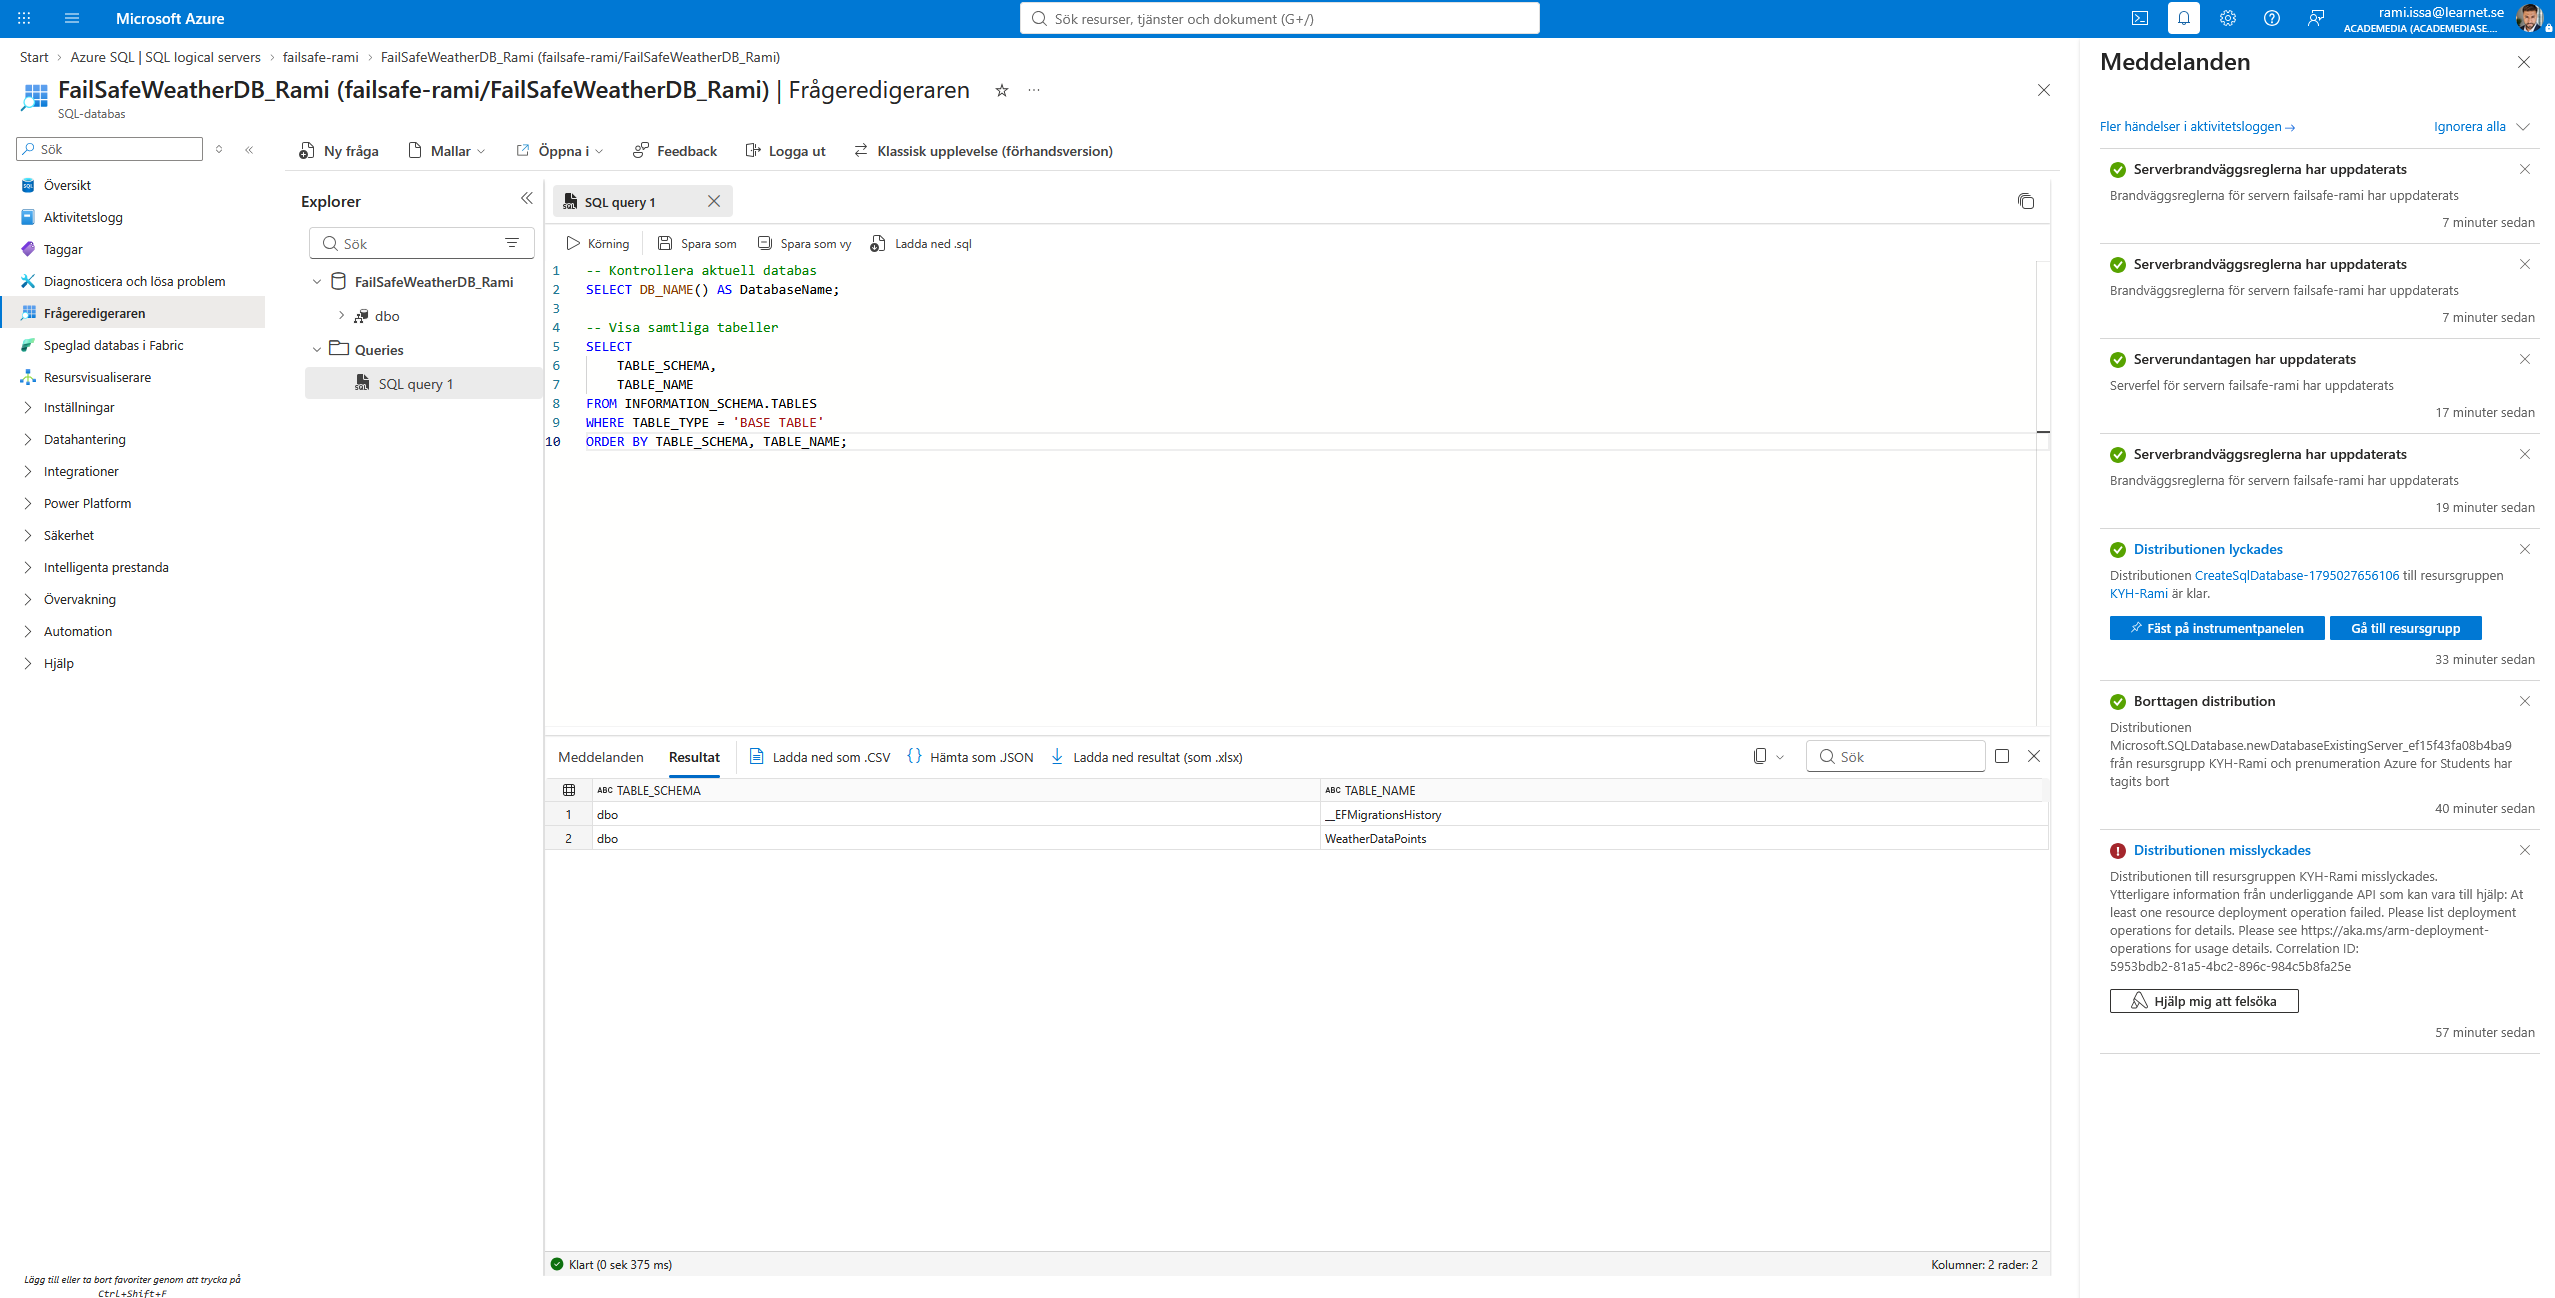 Microsoft Azure
Sök resurser, tjänster och dokument (G+/)
rami.issa@learnet.se
ACADEMEDIA (ACADEMEDIASE....
Start > Azure SQL | SQL logical servers > failsafe-rami > FailSafeWeatherDB_Rami (failsafe-rami/FailSafeWeatherDB_Rami)
FailSafeWeatherDB_Rami (failsafe-rami/FailSafeWeatherDB_Rami) | Frågeredigeraren
SQL-databas
Sök
Översikt
Aktivitetslogg
Taggar
Diagnosticera och lösa problem
Frågeredigeraren
Speglad databas i Fabric
Resursvisualiserare
Inställningar
Datahantering
Integrationer
Power Platform
Säkerhet
Intelligenta prestanda
Övervakning
Automation
Hjälp
Lägg till eller ta bort favoriter genom att trycka på
Ctrl+Shift+F
Ny fråga Mallar Öppna i Feedback Logga ut Klassisk upplevelse (förhandsversion)
Explorer
Sök
FailSafeWeatherDB_Rami
dbo
Queries
SQL query 1
SQL query 1
Körning Spara som Spara som vy Ladda ned .sql
1 -- Kontrollera aktuell databas
2 SELECT DB_NAME() AS DatabaseName;
3
4 -- Visa samtliga tabeller
5 SELECT
6 TABLE_SCHEMA,
7 TABLE_NAME
8 FROM INFORMATION_SCHEMA.TABLES
9 WHERE TABLE_TYPE = 'BASE TABLE'
10 ORDER BY TABLE_SCHEMA, TABLE_NAME;
Meddelanden Resultat Ladda ned som .CSV Hämta som .JSON Ladda ned resultat (som .xlsx) Sök
ABC TABLE_SCHEMA ABC TABLE_NAME
1 dbo __EFMigrationsHistory
2 dbo WeatherDataPoints
Klart (0 sek 375 ms) Kolumner: 2 rader: 2
Meddelanden
Fler händelser i aktivitetsloggen → Ignorera alla
Serverbrandväggsreglerna har uppdaterats
Brandväggsreglerna för servern failsafe-rami har uppdaterats
7 minuter sedan
Serverbrandväggsreglerna har uppdaterats
Brandväggsreglerna för servern failsafe-rami har uppdaterats
7 minuter sedan
Serverundantagen har uppdaterats
Serverfel för servern failsafe-rami har uppdaterats
17 minuter sedan
Serverbrandväggsreglerna har uppdaterats
Brandväggsreglerna för servern failsafe-rami har uppdaterats
19 minuter sedan
Distributionen lyckades
Distributionen CreateSqlDatabase-1795027656106 till resursgruppen
KYH-Rami är klar.
Fäst på instrumentpanelen Gå till resursgrupp
33 minuter sedan
Borttagen distribution
Distributionen
Microsoft.SQLDatabase.newDatabaseExistingServer_ef15f43fa08b4ba9
från resursgrupp KYH-Rami och prenumeration Azure for Students har
tagits bort
40 minuter sedan
Distributionen misslyckades
Distributionen till resursgruppen KYH-Rami misslyckades.
Ytterligare information från underliggande API som kan vara till hjälp: At
least one resource deployment operation failed. Please list deployment
operations for details. Please see https://aka.ms/arm-deployment-
operations for usage details. Correlation ID:
5953bdb2-81a5-4bc2-896c-984c5b8fa25e
Hjälp mig att felsöka
57 minuter sedan